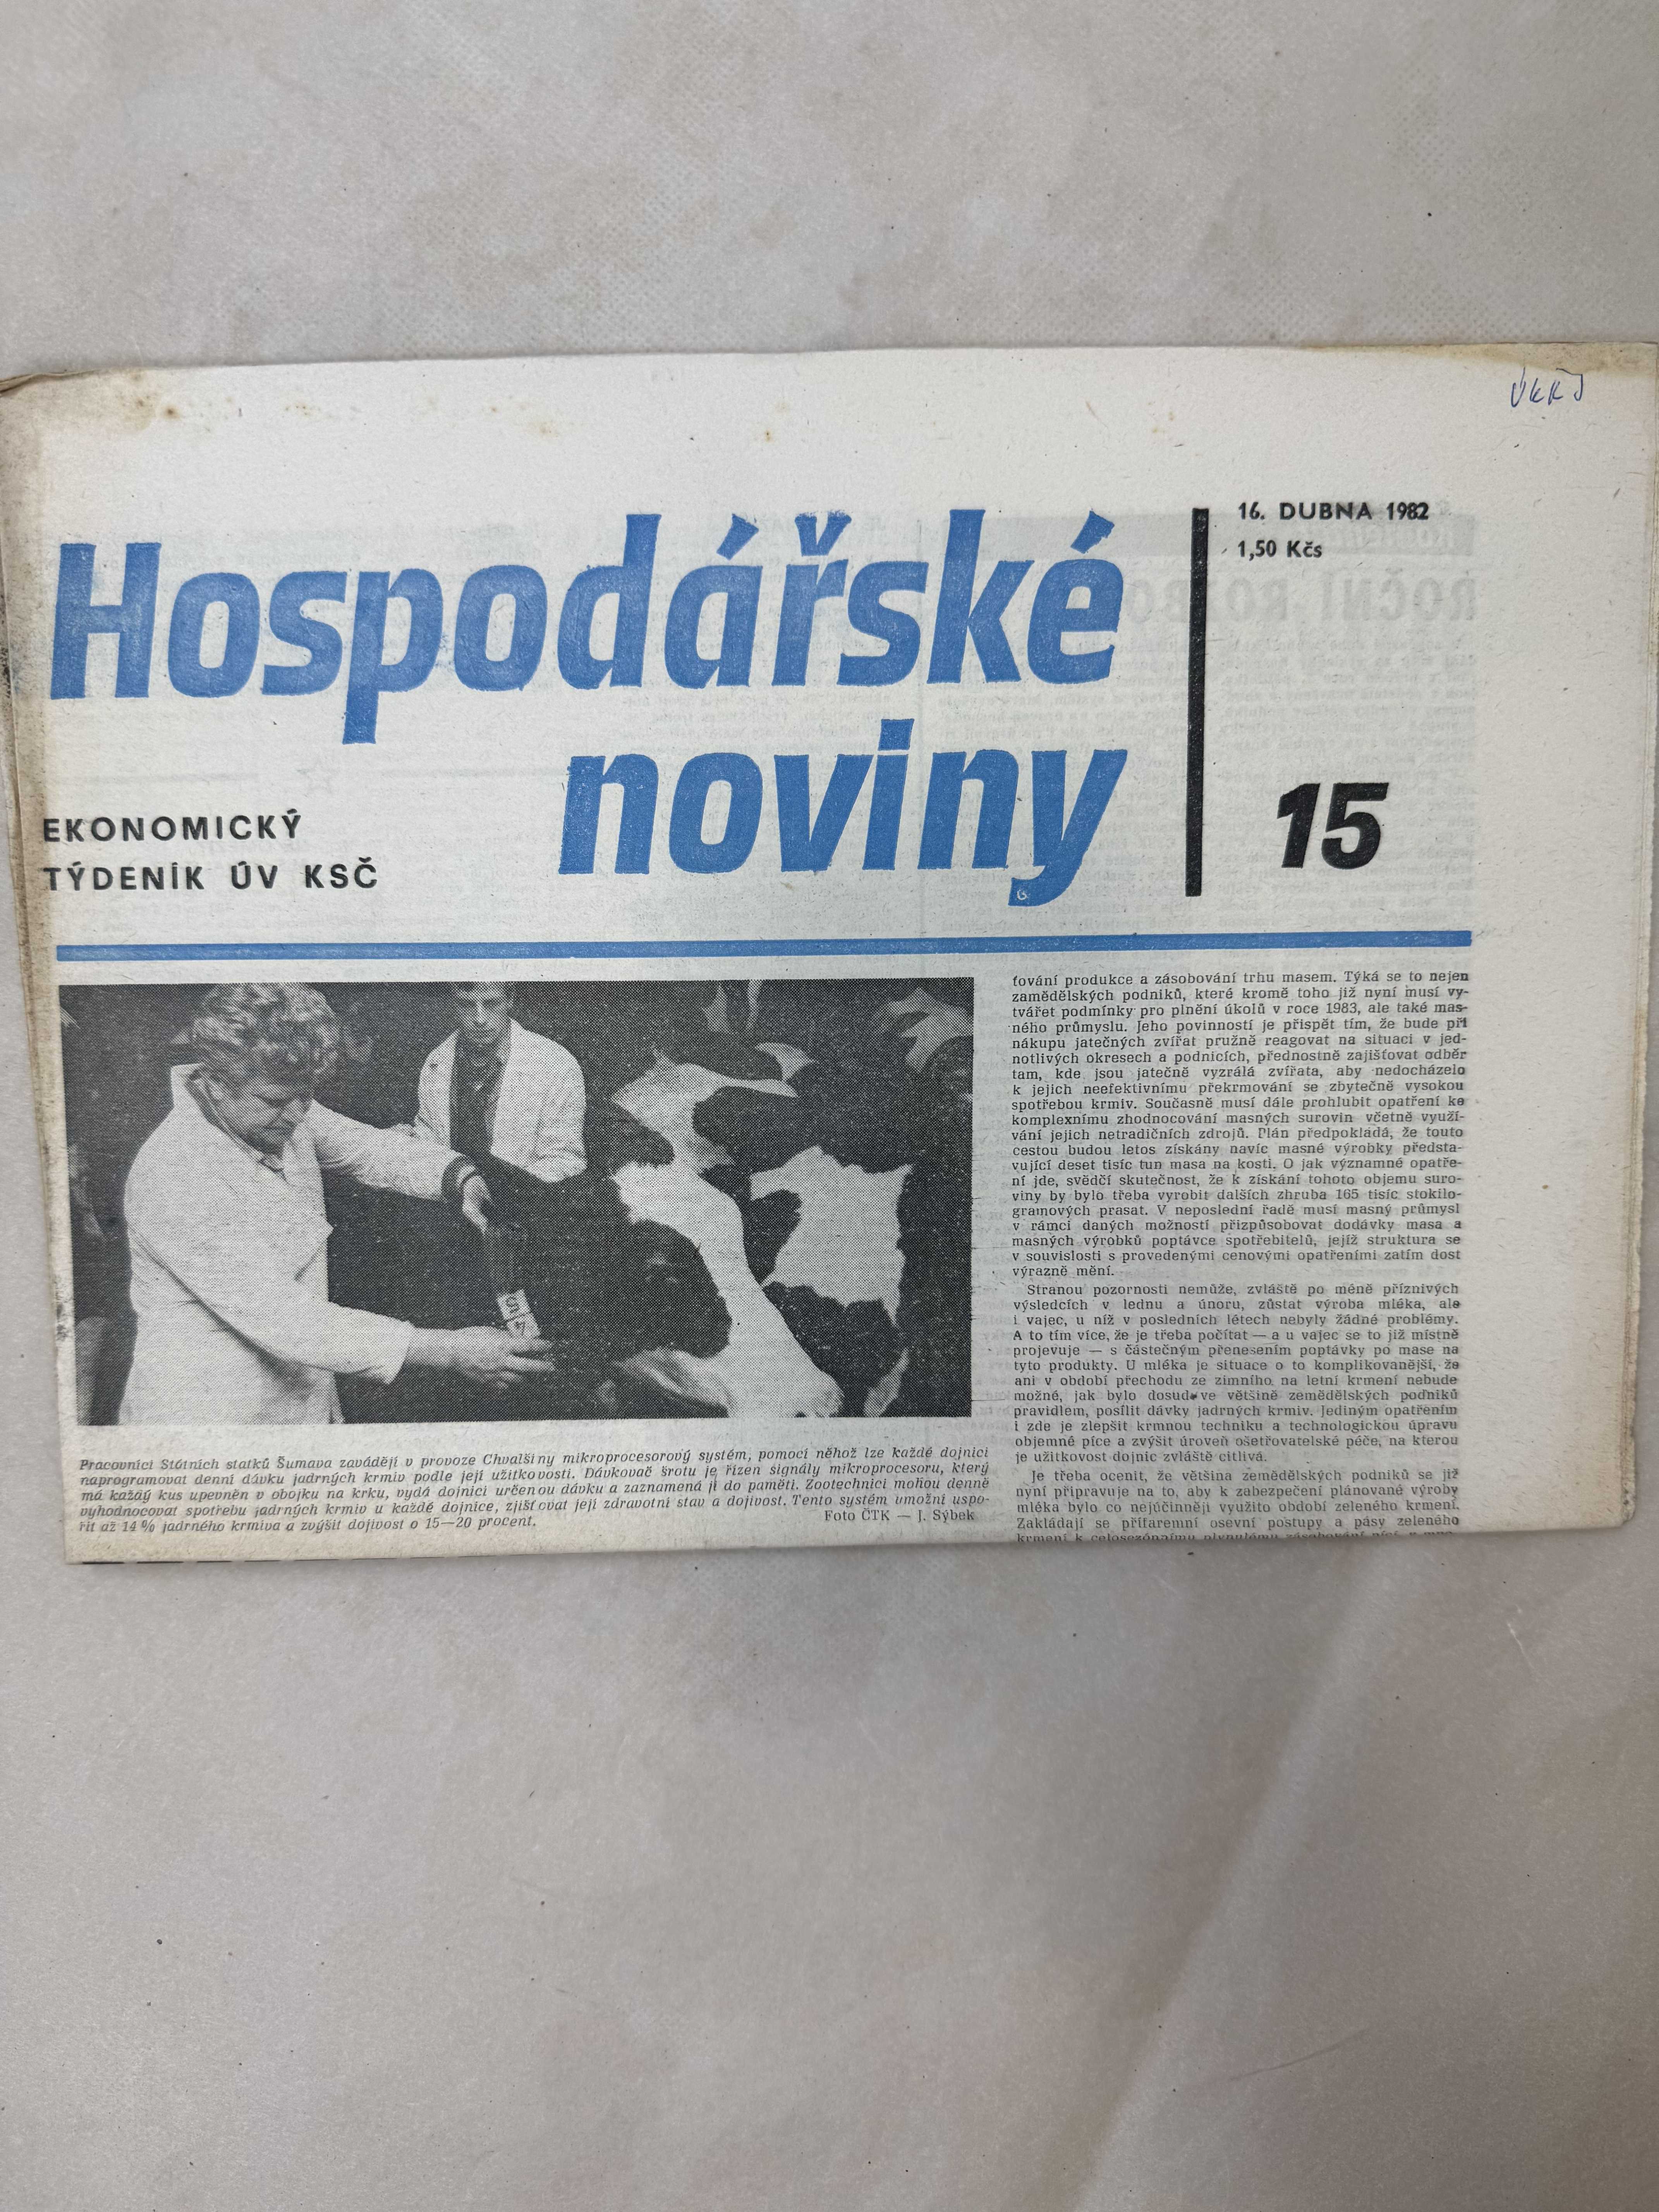 Hospodářské
noviny
EKONOMICKÝ
TÝDENÍK ÚV KSČ
16. DUBNA 1982
1,50 Kčs
15
Pracovníci Státních statků Šumava zavádějí v provoze Chvalšiny mikroprocesorový systém, pomocí něhož lze každé dojnici
naprogramovat denní dávku jadrných krmiv podle její užitkovosti. Dávkovač šrotu je řízen signály mikroprocesoru, který
má každý kus upevněn v obojku na krku, vydá dojnici určenou dávku a zaznamená ji do paměti. Zootechnici mohou denně
vyhodnocovat spotřebu jadrných krmiv u každé dojnice, zjišťovat její zdravotní stav a dojivost. Tento systém umožní uspo-
řit až 14 % jadrného krmiva a zvýšit dojivost o 15—20 procent.
Foto ČTK — J. Sýbek
ťování produkce a zásobování trhu masem. Týká se to nejen
zamědělských podniků, které kromě toho již nyní musí vy-
tvářet podmínky pro plnění úkolů v roce 1983, ale také mas-
ného průmyslu. Jeho povinností je přispět tím, že bude při
nákupu jatečných zvířat pružně reagovat na situaci v jed-
notlivých okresech a podnicích, přednostně zajišťovat odběr
tam, kde jsou jatečně vyzrálá zvířata, aby nedocházelo
k jejich neefektivnímu překrmování se zbytečně vysokou
spotřebou krmiv. Současně musí dále prohlubit opatření ke
komplexnímu zhodnocování masných surovin včetně využí-
vání jejich netradičních zdrojů. Plán předpokládá, že touto
cestou budou letos získány navíc masné výrobky představ-
vující deset tisíc tun masa na kosti. O jak významné opatře-
ní jde, svědčí skutečnost, že k získání tohoto objemu suro-
viny by bylo třeba vyrobit dalších zhruba 165 tisíc stokilo-
gramových prasat. V neposlední řadě musí masný průmysl
v rámci daných možností přizpůsobovat dodávky masa a
masných výrobků poptávce spotřebitelů, jejíž struktura se
v souvislosti s provedenými cenovými opatřeními zatím dost
výrazně mění.
Stranou pozornosti nemůže, zvláště po méně příznivých
výsledcích v lednu a únoru, zůstat výroba mléka, ale
i vajec, u níž v posledních létech nebyly žádné problémy.
A to tím více, že je třeba počítat — a u vajec se to již místně
projevuje — s částečným přenesením poptávky po mase na
tyto produkty. U mléka je situace o to komplikovanější, že
ani v období přechodu ze zimního na letní krmení nebude
možné, jak bylo dosud ve většině zemědělských podniků
pravidlem, posílit dávky jadrných krmiv. Jediným opatřením
i zde je zlepšit krmnou techniku a technologickou úpravu
objemné píce a zvýšit úroveň ošetřovatelské péče, na kterou
je užitkovost dojnic zvláště citlivá.
Je třeba ocenit, že většina zemědělských podniků se již
nyní připravuje na to, aby k zabezpečení plánované výroby
mléka bylo co nejúčinněji využito období zeleného krmení.
Zakládají se přifaremní osevní postupy a pásy zeleného
krmení k celosezónnímu plynulému zásobování